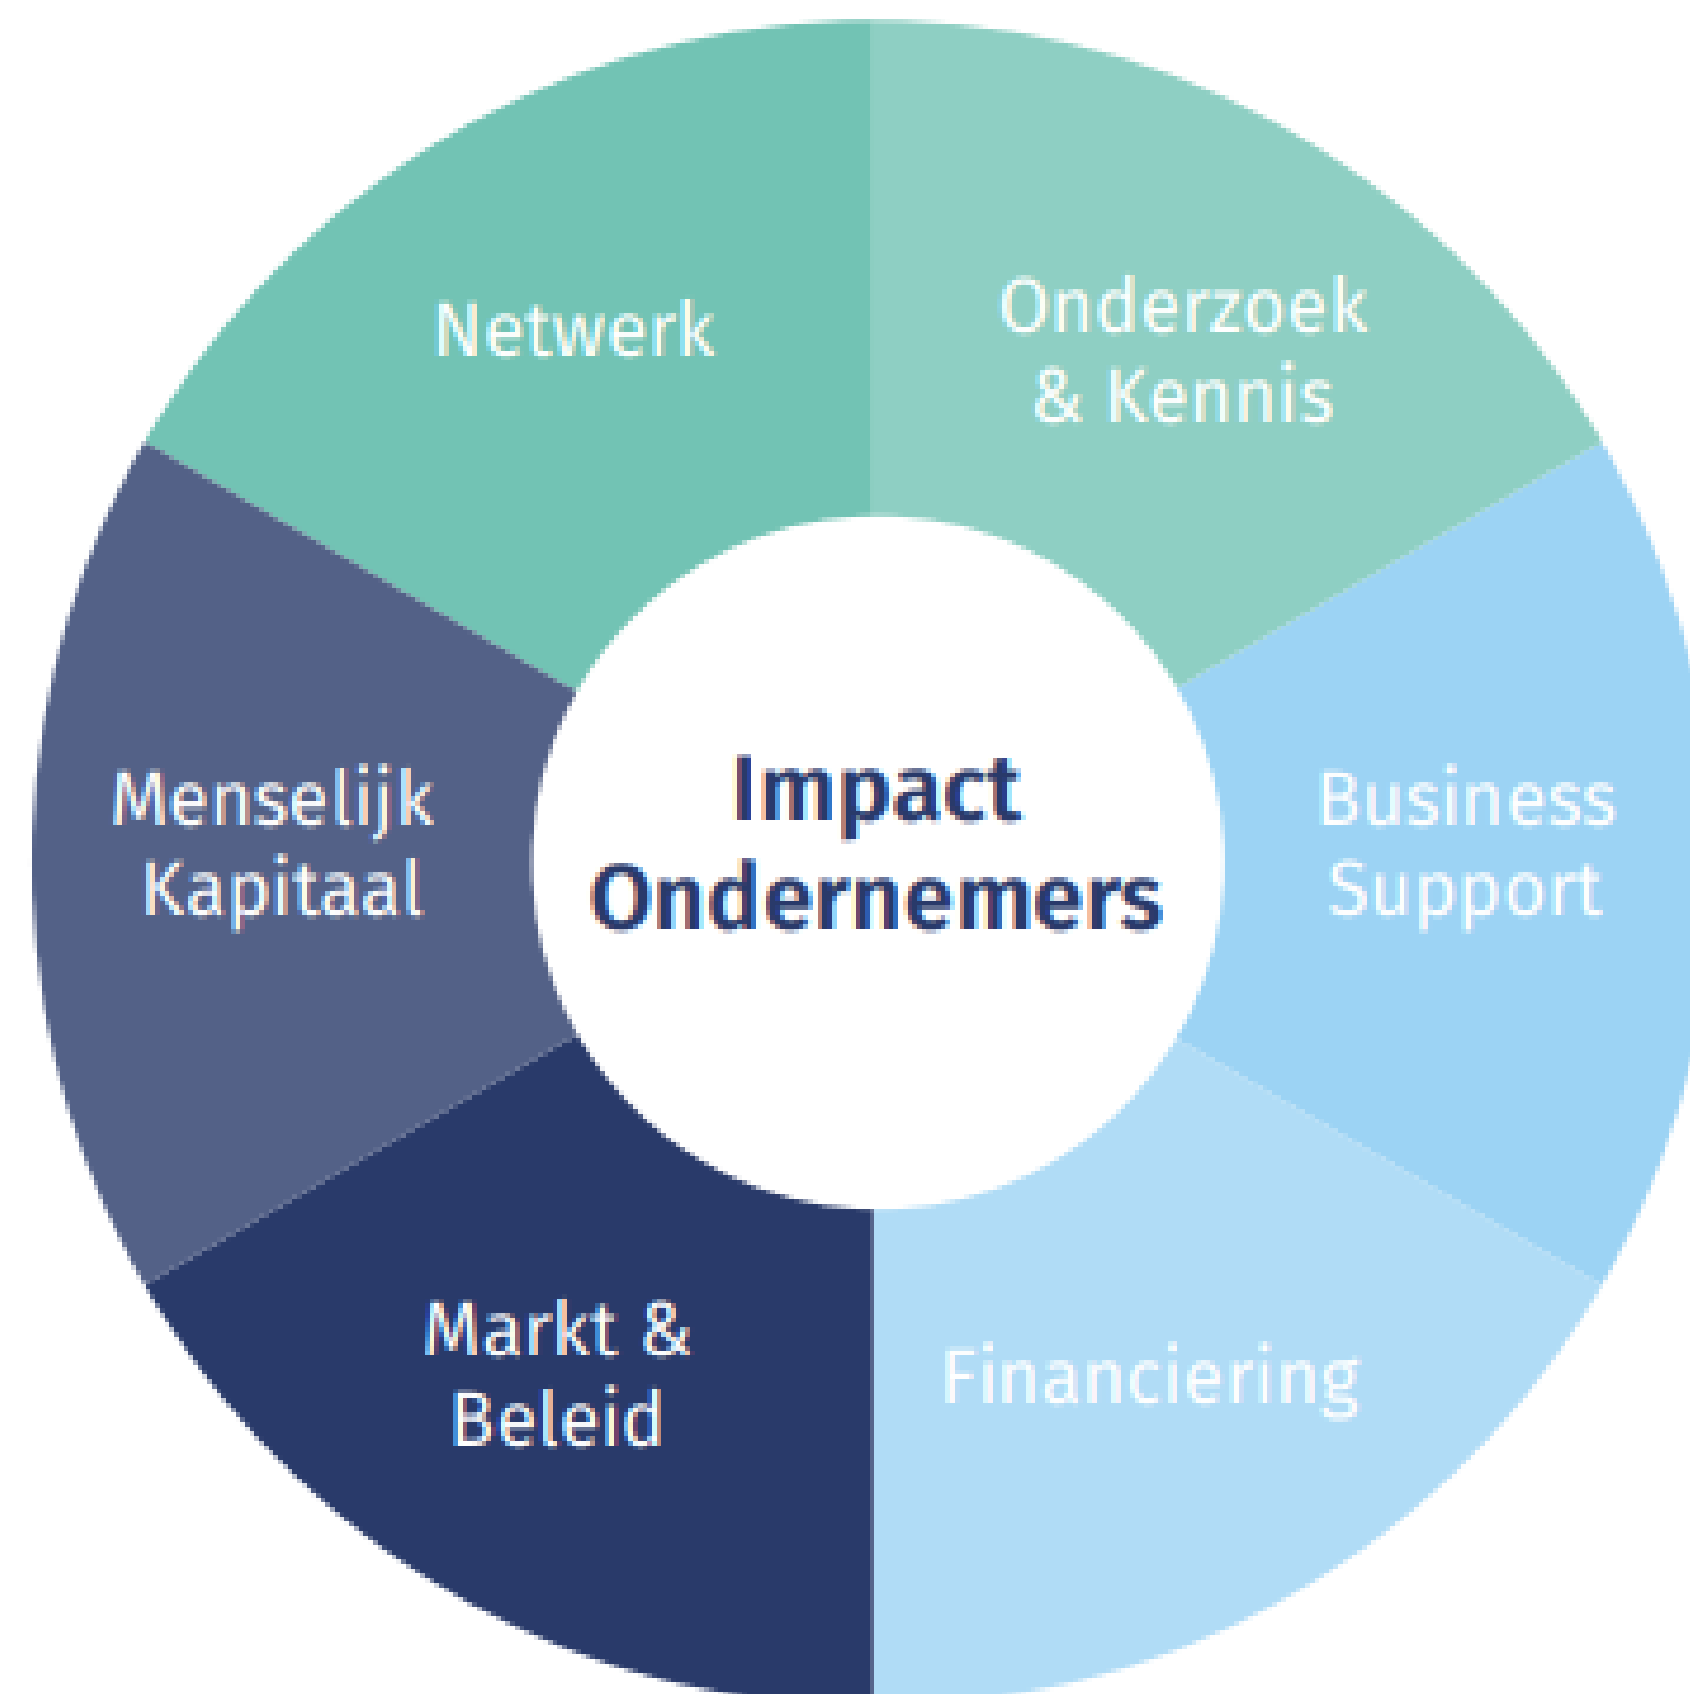 Netwerk
Onderzoek
& Kennis
Menselijk
Kapitaal
Impact
Ondernemers
Business
Support
Markt &
Beleid
Financiering